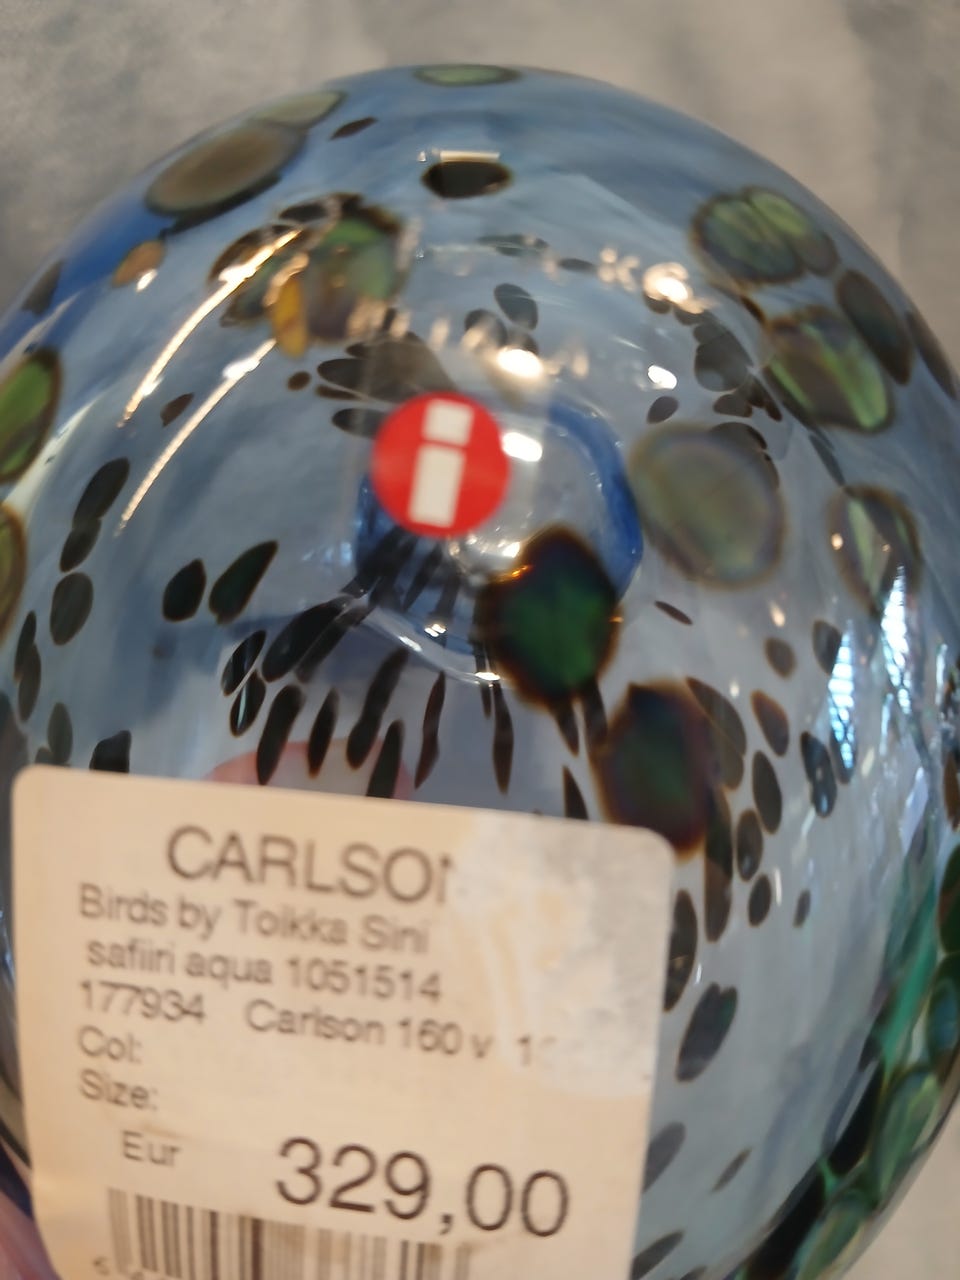 i
CARLSON
Birds by Toikka Sini
safiiri aqua 1051514
177934 Carlson 160 v
Col:
Size:
Eur 329,00